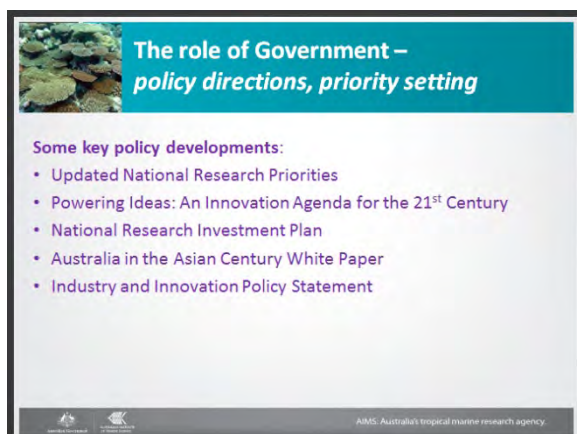 The role of Government –
policy directions, priority setting
Some key policy developments:
• Updated National Research Priorities
• Powering Ideas: An Innovation Agenda for the 21st Century
• National Research Investment Plan
• Australia in the Asian Century White Paper
• Industry and Innovation Policy Statement
AIMS: Australia's tropical marine research agency.